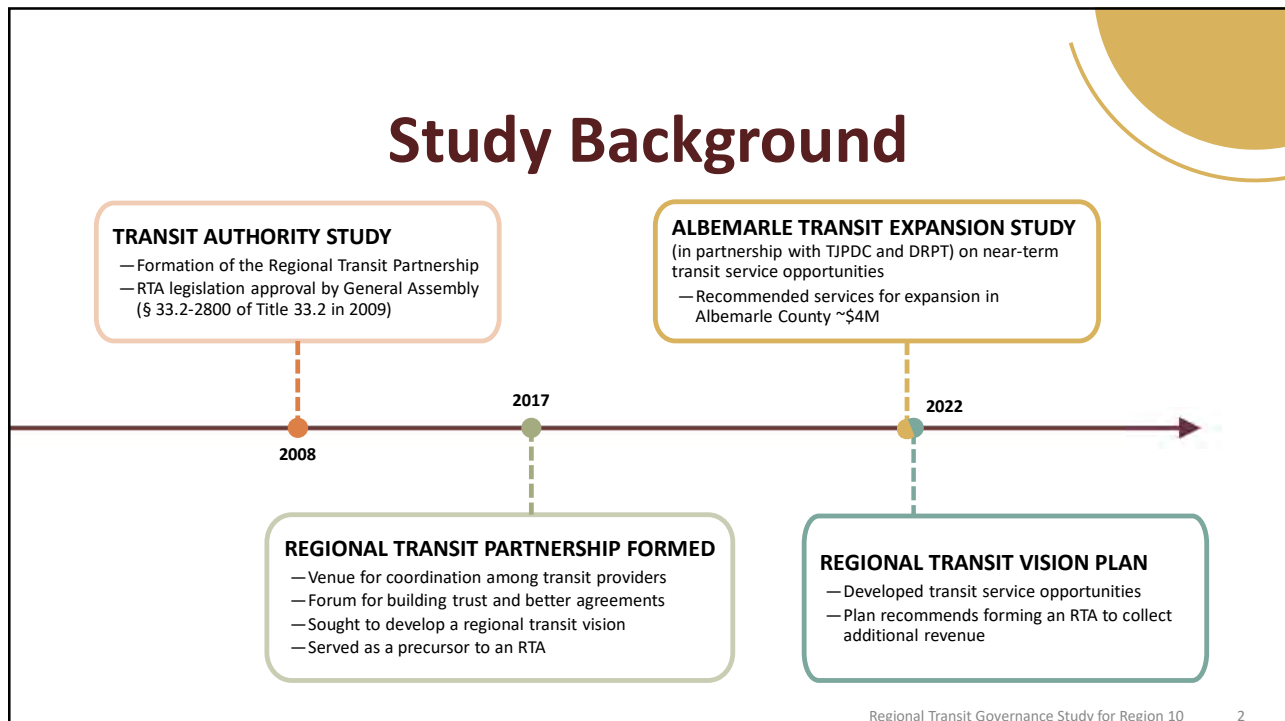 Study Background
TRANSIT AUTHORITY STUDY
—Formation of the Regional Transit Partnership
—RTA legislation approval by General Assembly
(§ 33.2-2800 of Title 33.2 in 2009)
ALBEMARLE TRANSIT EXPANSION STUDY
(in partnership with TJPDC and DRPT) on near-term
transit service opportunities
—Recommended services for expansion in
Albemarle County ~$4M
2008
2017
2022
REGIONAL TRANSIT PARTNERSHIP FORMED
—Venue for coordination among transit providers
—Forum for building trust and better agreements
—Sought to develop a regional transit vision
—Served as a precursor to an RTA
REGIONAL TRANSIT VISION PLAN
—Developed transit service opportunities
—Plan recommends forming an RTA to collect
additional revenue
Regional Transit Governance Study for Region 10 2